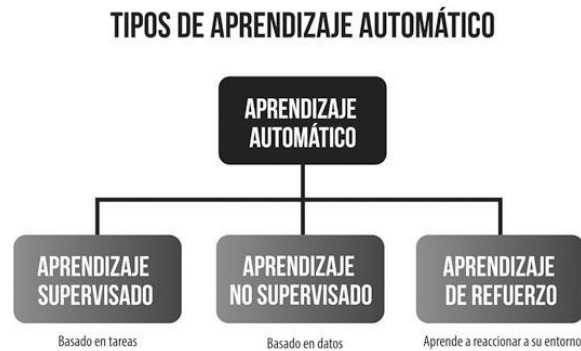 TIPOS DE APRENDIZAJE AUTOMÁTICO
APRENDIZAJE
AUTOMÁTICO
APRENDIZAJE
SUPERVISADO
Basado en tareas
APRENDIZAJE
NO SUPERVISADO
Basado en datos
APRENDIZAJE
DE REFUERZO
Aprende a reaccionar a su entorno